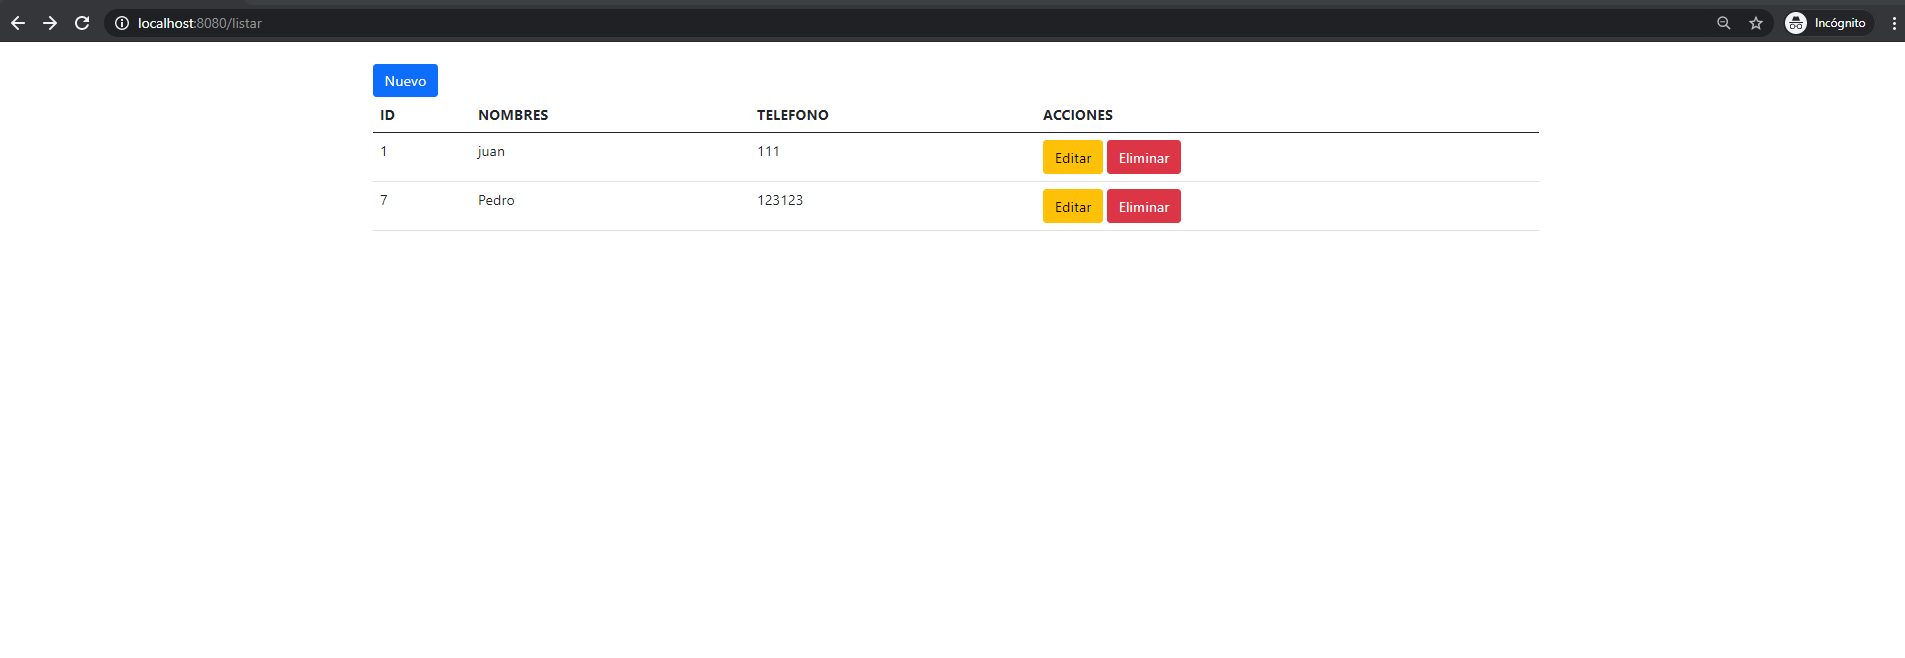 localhost:8080/listar Incógnito
Nuevo
ID NOMBRES TELEFONO ACCIONES
1 juan 111 Editar Eliminar
7 Pedro 123123 Editar Eliminar